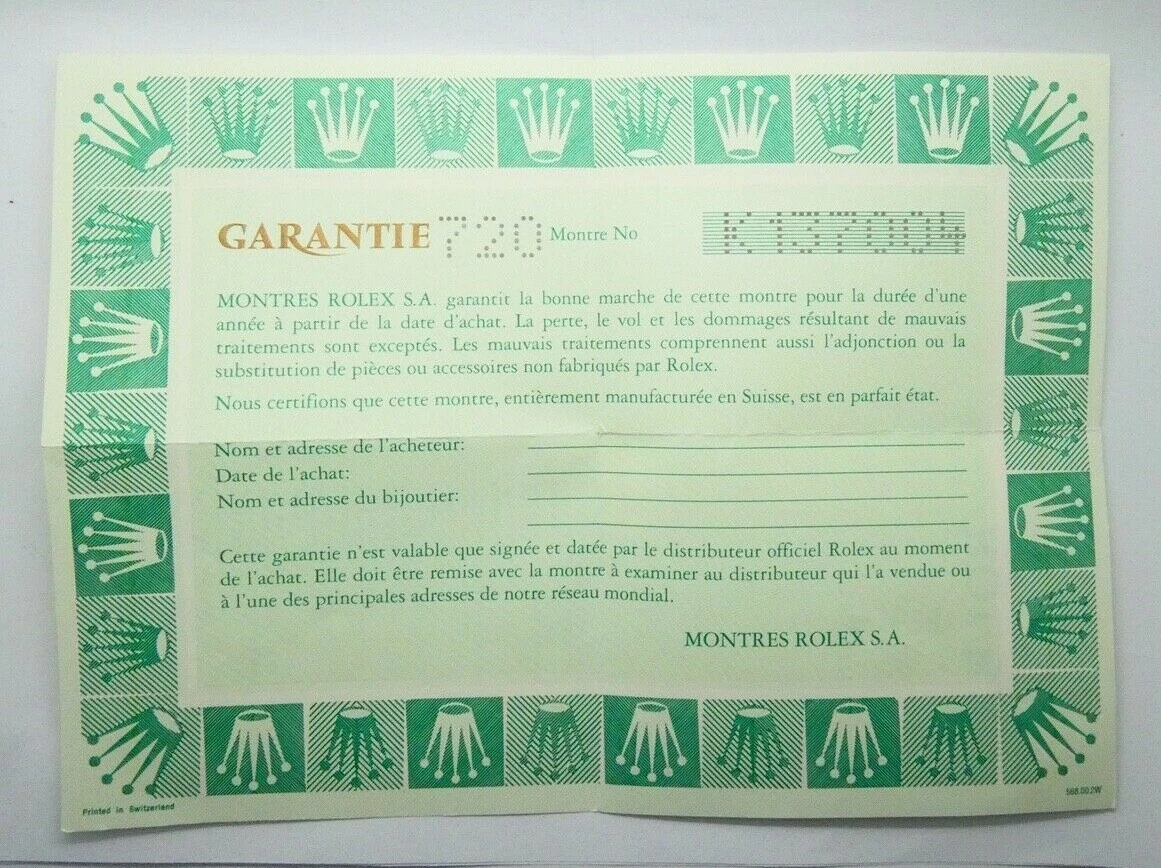 GARANTIE 720 Montre No K137004
MONTRES ROLEX S.A. garantit la bonne marche de cette montre pour la durée d'une
année à partir de la date d'achat. La perte, le vol et les dommages résultant de mauvais
traitements sont exceptés. Les mauvais traitements comprennent aussi l'adjonction ou la
substitution de pièces ou accessoires non fabriqués par Rolex.
Nous certifions que cette montre, entièrement manufacturée en Suisse, est en parfait état.
Nom et adresse de l'acheteur:
Date de l'achat:
Nom et adresse du bijoutier:
Cette garantie n'est valable que signée et datée par le distributeur officiel Rolex au moment
de l'achat. Elle doit être remise avec la montre à examiner au distributeur qui l'a vendue ou
à l'une des principales adresses de notre réseau mondial.
MONTRES ROLEX S.A.
Printed in Switzerland
568.00.2W